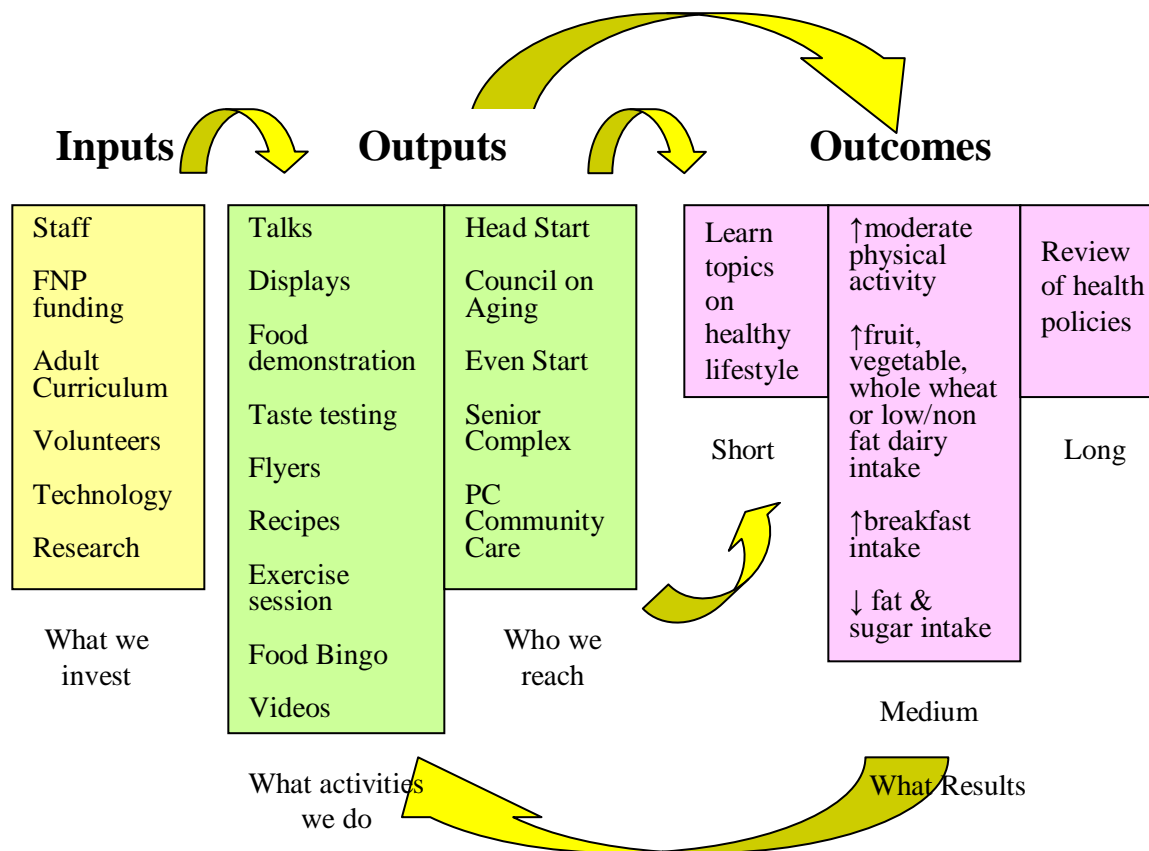 Inputs
Outputs
Outcomes
Staff
FNP
funding
Adult
Curriculum
Volunteers
Technology
Research
What we
invest
Talks
Displays
Food
demonstration
Taste testing
Flyers
Recipes
Exercise
session
Food Bingo
Videos
What activities
we do
Head Start
Council on
Aging
Even Start
Senior
Complex
PC
Community
Care
Who we
reach
Learn
topics
on
healthy
lifestyle
Short
↑moderate
physical
activity
↑fruit,
vegetable,
whole wheat
or low/non
fat dairy
intake
↑breakfast
intake
↓ fat &
sugar intake
Medium
Review
of health
policies
Long
What Results